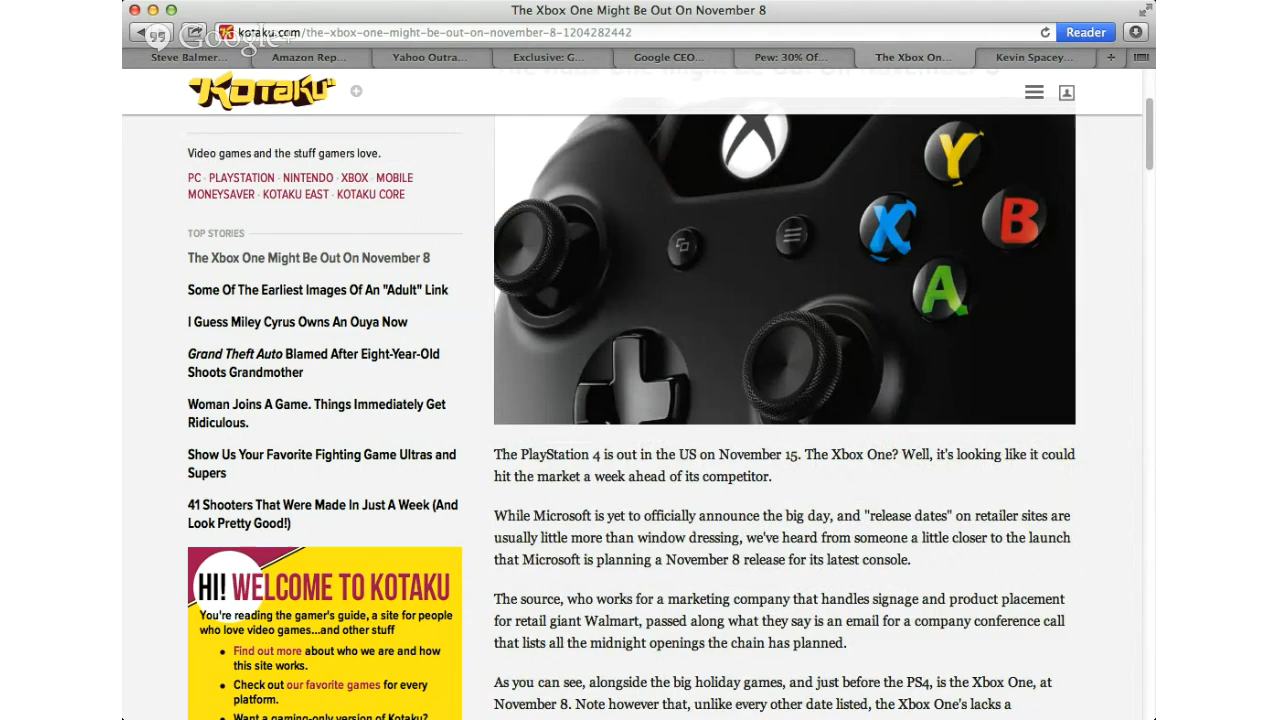 The Xbox One Might Be Out On November 8
Google+
kotaku.com/the-xbox-one-might-be-out-on-november-8-1204282442
Reader
Steve Balmer...
Amazon Rep...
Yahoo Outra...
Exclusive: G...
Google CEO...
Pew: 30% Of...
The Xbox On...
Kevin Spacey...
KOTAKU
Video games and the stuff gamers love.
PC · PLAYSTATION · NINTENDO · XBOX · MOBILE
MONEYSAVER · KOTAKU EAST · KOTAKU CORE
TOP STORIES
The Xbox One Might Be Out On November 8
Some Of The Earliest Images Of An "Adult" Link
I Guess Miley Cyrus Owns An Ouya Now
Grand Theft Auto Blamed After Eight-Year-Old
Shoots Grandmother
Woman Joins A Game. Things Immediately Get
Ridiculous.
Show Us Your Favorite Fighting Game Ultras and
Supers
41 Shooters That Were Made In Just A Week (And
Look Pretty Good!)
HI! WELCOME TO KOTAKU
You're reading the gamer's guide, a site for people
who love video games...and other stuff
• Find out more about who we are and how
this site works.
• Check out our favorite games for every
platform.
• Want a gaming-only version of Kotaku?
Y
X
B
A
The PlayStation 4 is out in the US on November 15. The Xbox One? Well, it's looking like it could
hit the market a week ahead of its competitor.
While Microsoft is yet to officially announce the big day, and "release dates" on retailer sites are
usually little more than window dressing, we've heard from someone a little closer to the launch
that Microsoft is planning a November 8 release for its latest console.
The source, who works for a marketing company that handles signage and product placement
for retail giant Walmart, passed along what they say is an email for a company conference call
that lists all the midnight openings the chain has planned.
As you can see, alongside the big holiday games, and just before the PS4, is the Xbox One, at
November 8. Note however that, unlike every other date listed, the Xbox One's lacks a